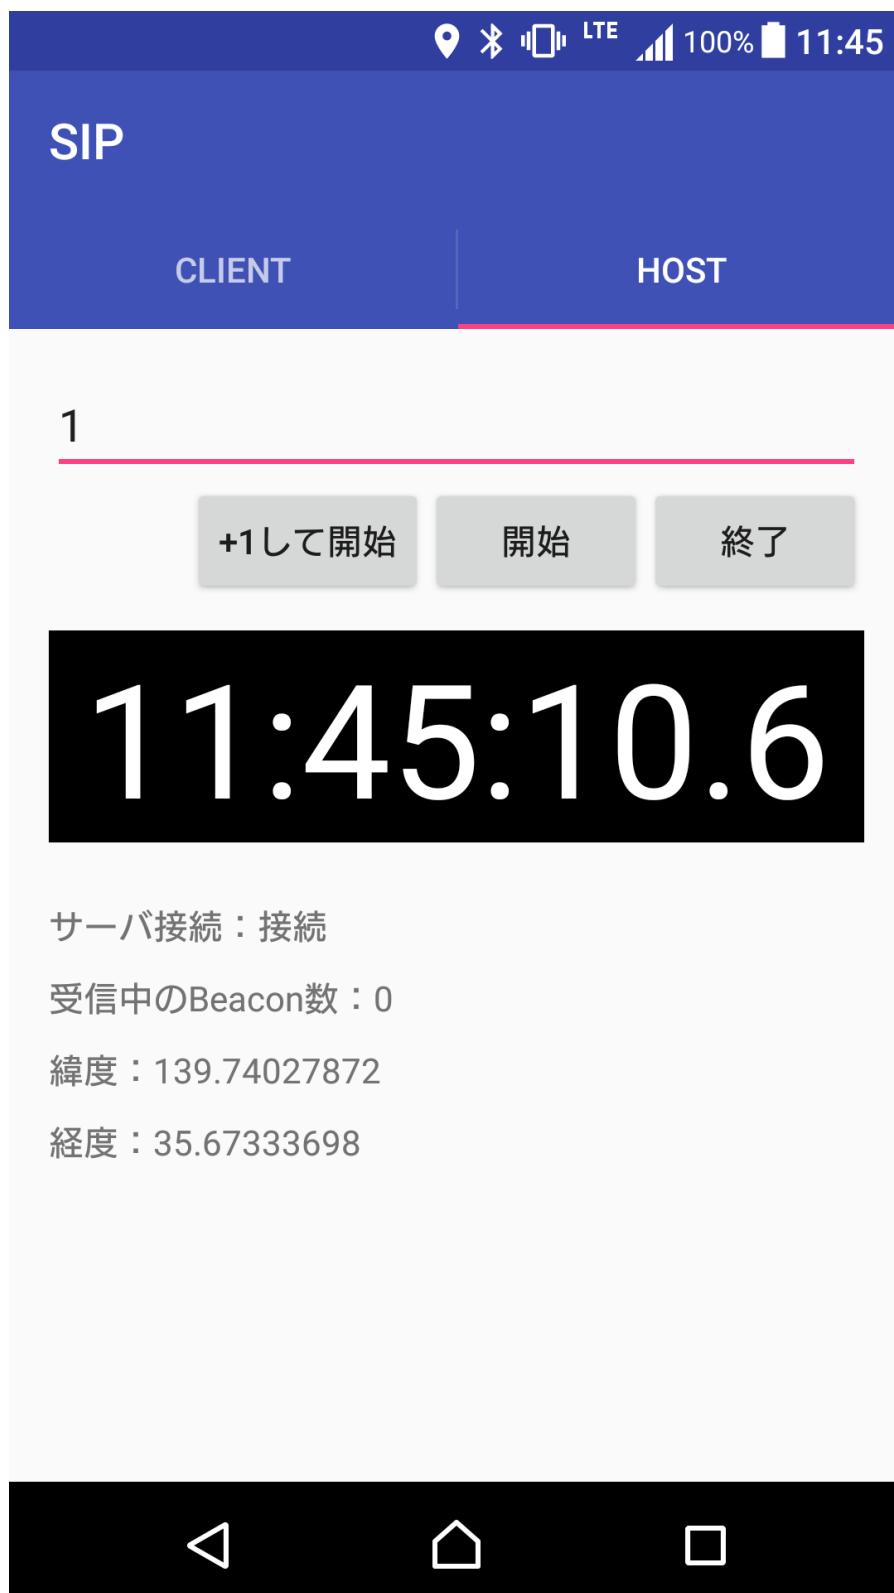 LTE 100% 11:45
SIP
CLIENT HOST
1
+1して開始 開始 終了
11:45:10.6
サーバ接続：接続
受信中のBeacon数：0
緯度：139.74027872
経度：35.67333698